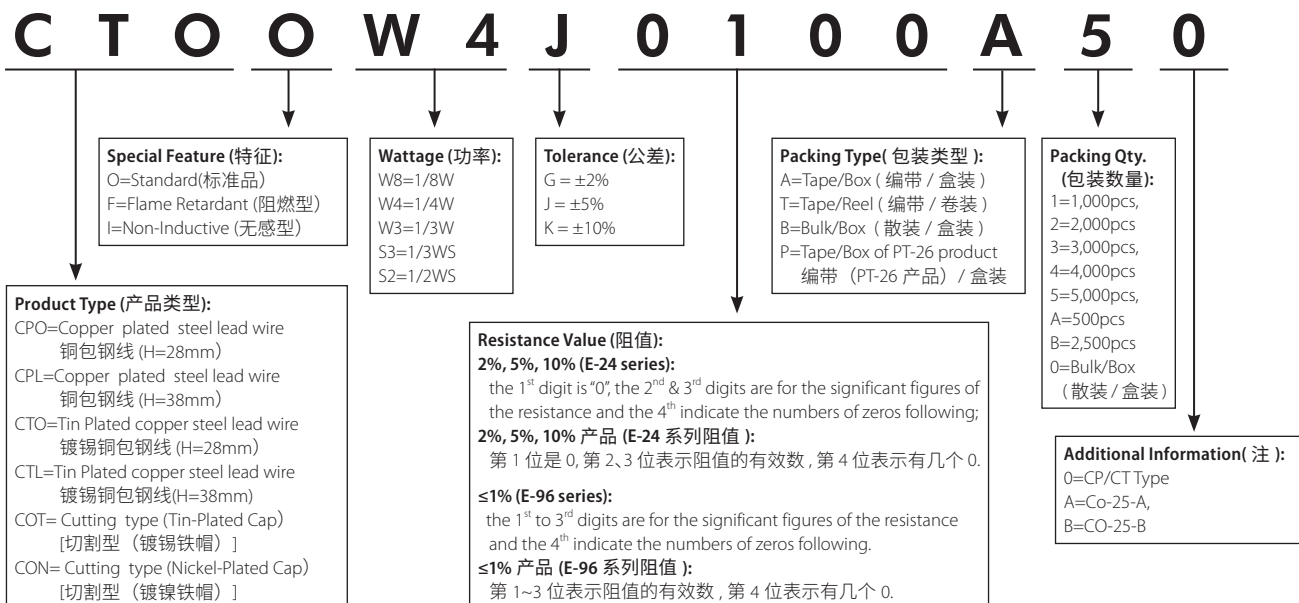 CTOOW4J0100A50
Special Feature (特征):
O=Standard(标准品)
F=Flame Retardant (阻燃型)
I=Non-Inductive (无感型)
Wattage (功率):
W8=1/8W
W4=1/4W
W3=1/3W
S3=1/3WS
S2=1/2WS
Tolerance (公差):
G = ±2%
J = ±5%
K = ±10%
Packing Type( 包装类型 ):
A=Tape/Box ( 编带 / 盒装 )
T=Tape/Reel ( 编带 / 卷装 )
B=Bulk/Box ( 散装 / 盒装 )
P=Tape/Box of PT-26 product
编带（PT-26 产品）/ 盒装
Packing Qty.
(包装数量):
1=1,000pcs,
2=2,000pcs
3=3,000pcs,
4=4,000pcs
5=5,000pcs,
A=500pcs
B=2,500pcs
0=Bulk/Box
( 散装 / 盒装 )
Product Type (产品类型):
CPO=Copper plated steel lead wire
铜包钢线 (H=28mm)
CPL=Copper plated steel lead wire
铜包钢线 (H=38mm)
CTO=Tin Plated copper steel lead wire
镀锡铜包钢线 (H=28mm)
CTL=Tin Plated copper steel lead wire
镀锡铜包钢线(H=38mm)
COT= Cutting type (Tin-Plated Cap)
[切割型（镀锡铁帽）]
CON= Cutting type (Nickel-Plated Cap)
[切割型（镀镍铁帽）]
Resistance Value (阻值):
2%, 5%, 10% (E-24 series):
the 1st digit is "0", the 2nd & 3rd digits are for the significant figures of
the resistance and the 4th indicate the numbers of zeros following;
2%, 5%, 10% 产品 (E-24 系列阻值 ):
第 1 位是 0, 第 2、3 位表示阻值的有效数 , 第 4 位表示有几个 0.
≤1% (E-96 series):
the 1st to 3rd digits are for the significant figures of the resistance
and the 4th indicate the numbers of zeros following.
≤1% 产品 (E-96 系列阻值 ):
第 1~3 位表示阻值的有效数 , 第 4 位表示有几个 0.
Additional Information( 注 ):
0=CP/CT Type
A=Co-25-A,
B=CO-25-B